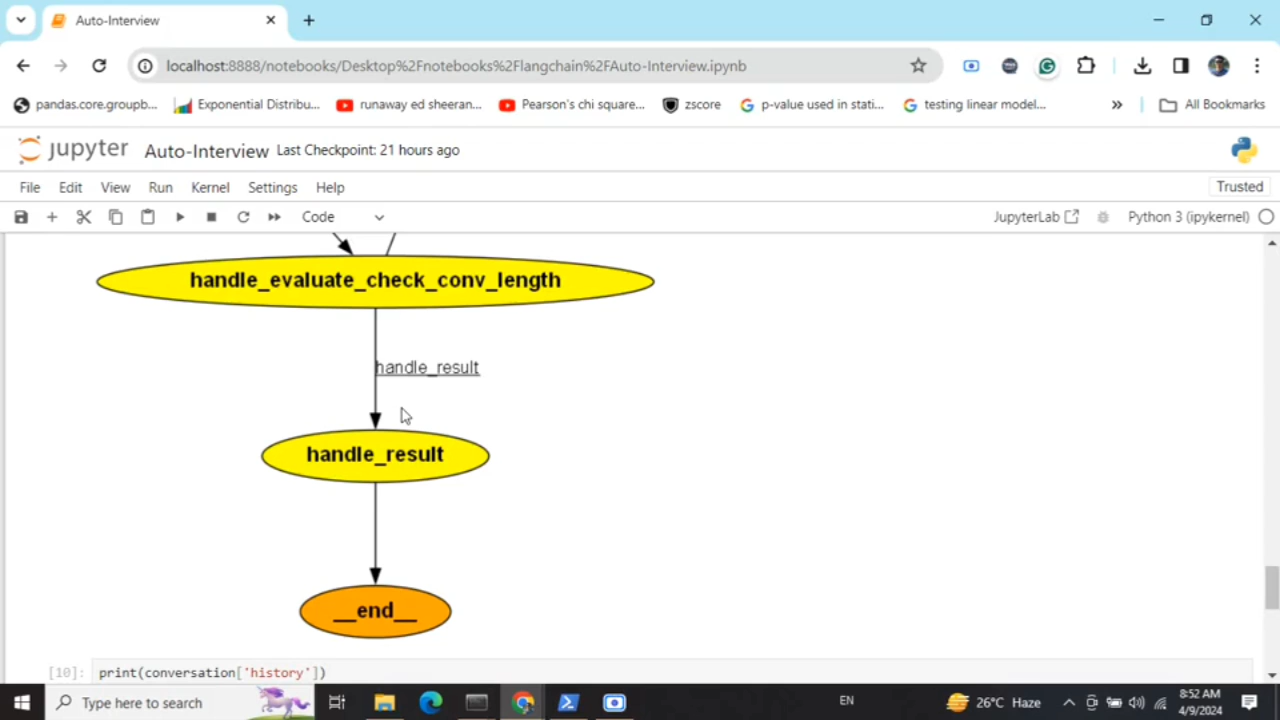 Auto-Interview
localhost:8888/notebooks/Desktop%2Fnotebooks%2Flangchain%2FAuto-Interview.ipynb
pandas.core.groupb...
Exponential Distribu...
runaway ed sheeran...
Pearson's chi square...
zscore
p-value used in stati...
testing linear model...
»
All Bookmarks
jupyter
Auto-Interview
Last Checkpoint: 21 hours ago
File
Edit
View
Run
Kernel
Settings
Help
Trusted
Code
JupyterLab
Python 3 (ipykernel)
handle_evaluate_check_conv_length
handle_result
handle_result
__end__
[10]:
print(conversation['history'])
Type here to search
EN
26°C Haze
8:52 AM
4/9/2024